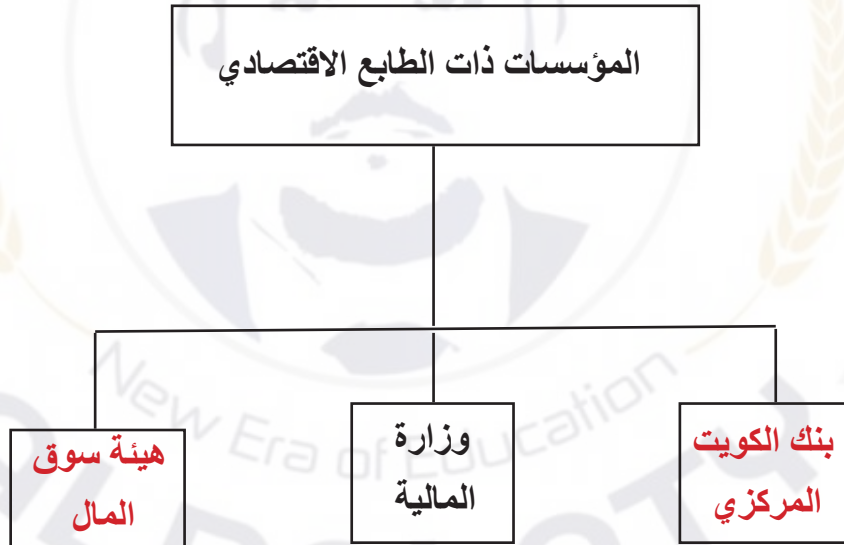 المؤسسات ذات الطابع الاقتصادي
بنك الكويت
المركزي
وزارة
المالية
هيئة سوق
المال
New Era of Education